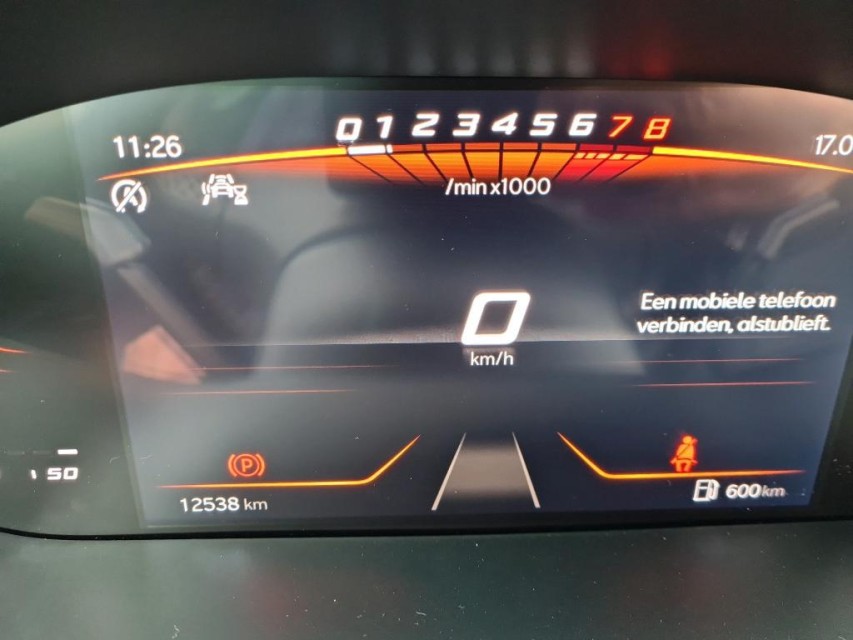 0 1 2 3 4 5 6 7 8
11:26
17.0
/min x1000
0
km/h
Een mobiele telefoon
verbinden, alstublieft.
P
50
12538 km
600 km